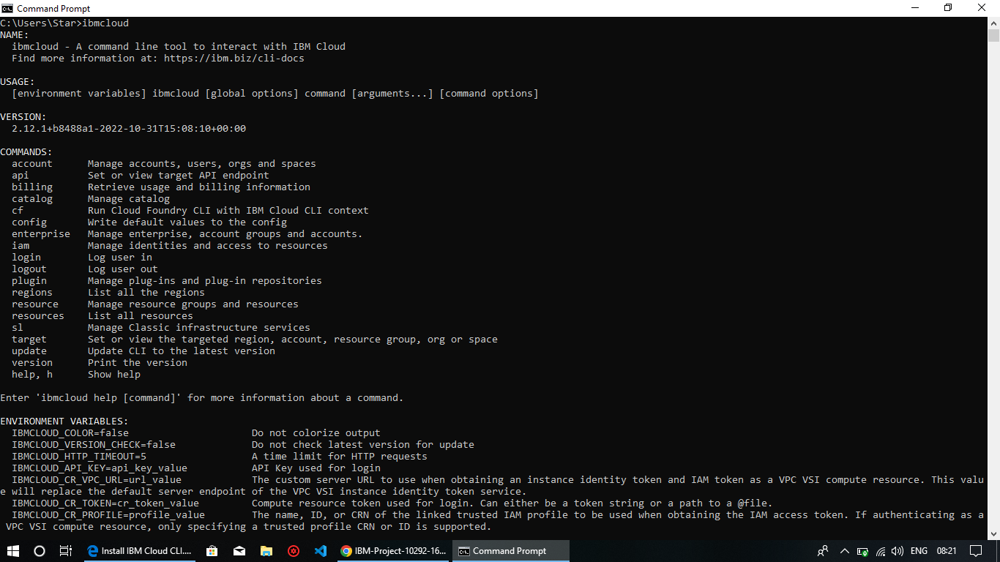 Command Prompt
C:\Users\Star>ibmcloud
NAME:
  ibmcloud - A command line tool to interact with IBM Cloud
  Find more information at: https://ibm.biz/cli-docs

USAGE:
  [environment variables] ibmcloud [global options] command [arguments...] [command options]

VERSION:
  2.12.1+b8488a1-2022-10-31T15:08:10+00:00

COMMANDS:
  account      Manage accounts, users, orgs and spaces
  api          Set or view target API endpoint
  billing      Retrieve usage and billing information
  catalog      Manage catalog
  cf           Run Cloud Foundry CLI with IBM Cloud CLI context
  config       Write default values to the config
  enterprise   Manage enterprise, account groups and accounts.
  iam          Manage identities and access to resources
  login        Log user in
  logout       Log user out
  plugin       Manage plug-ins and plug-in repositories
  regions      List all the regions
  resource     Manage resource groups and resources
  resources    List all resources
  sl           Manage Classic infrastructure services
  target       Set or view the targeted region, account, resource group, org or space
  update       Update CLI to the latest version
  version      Print the version
  help, h      Show help

Enter 'ibmcloud help [command]' for more information about a command.

ENVIRONMENT VARIABLES:
  IBMCLOUD_COLOR=false                     Do not colorize output
  IBMCLOUD_VERSION_CHECK=false             Do not check latest version for update
  IBMCLOUD_HTTP_TIMEOUT=5                  A time limit for HTTP requests
  IBMCLOUD_API_KEY=api_key_value           API Key used for login
  IBMCLOUD_CR_VPC_URL=url_value            The custom server URL to use when obtaining an instance identity token and IAM token as a VPC VSI compute resource. This valu
e will replace the default server endpoint of the VPC VSI instance identity token service.
  IBMCLOUD_CR_TOKEN=cr_token_value         Compute resource token used for login. Can either be a token string or a path to a @file.
  IBMCLOUD_CR_PROFILE=profile_value        The name, ID, or CRN of the linked trusted IAM profile to be used when obtaining the IAM access token. If authenticating as a
 VPC VSI compute resource, only specifying a trusted profile CRN or ID is supported.
Install IBM Cloud CLI.... IBM-Project-10292-16... Command Prompt ENG 08:21